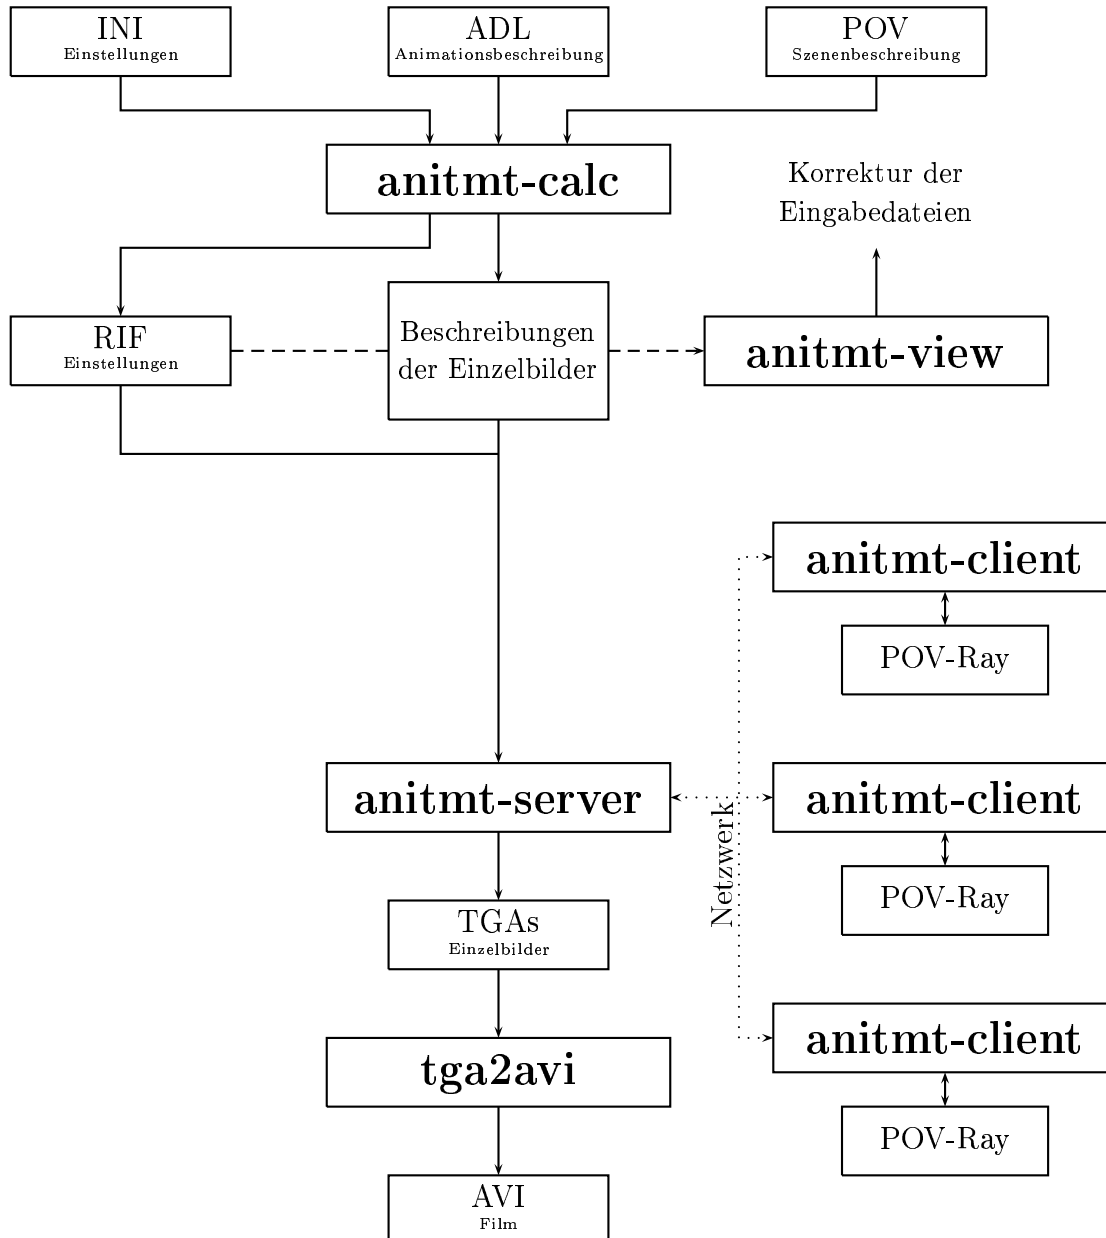 INI
Einstellungen
ADL
Animationsbeschreibung
POV
Szenenbeschreibung
anitmt-calc
Korrektur der
Eingabedateien
RIF
Einstellungen
Beschreibungen
der Einzelbilder
anitmt-view
anitmt-client
POV-Ray
anitmt-server
Netzwerk
anitmt-client
POV-Ray
TGAs
Einzelbilder
anitmt-client
tga2avi
POV-Ray
AVI
Film